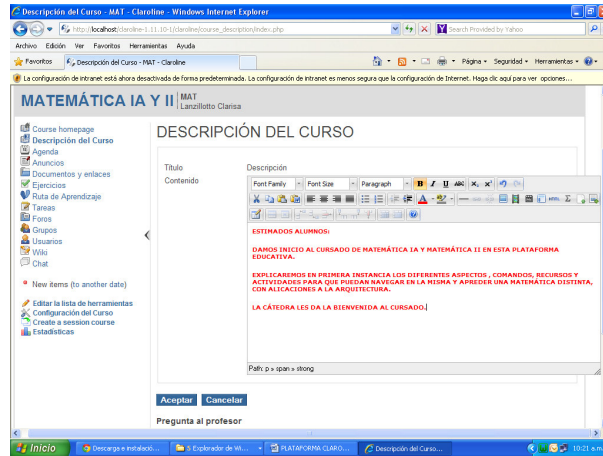 Descripción del Curso - MAT - Claroline - Windows Internet Explorer
http://localhost/claroline-1.11.10-1/claroline/course_description/index.php
Search Provided by Yahoo
Archivo Edición Ver Favoritos Herramientas Ayuda
Favoritos Descripción del Curso - MAT - Claroline Página Seguridad Herramientas
La configuración de intranet está ahora desactivada de forma predeterminada. La configuración de intranet es menos segura que la configuración de Internet. Haga clic aquí para ver opciones...
MATEMÁTICA IA Y II MAT
Lanzillotto Clarisa
Course homepage
Descripción del Curso
Agenda
Anuncios
Documentos y enlaces
Ejercicios
Ruta de Aprendizaje
Tareas
Foros
Grupos
Usuarios
Wiki
Chat
New items (to another date)
Editar la lista de herramientas
Configuración del Curso
Create a session course
Estadísticas
DESCRIPCIÓN DEL CURSO
Título Descripción
Contenido
Font Family Font Size Paragraph B I U ABC x₂ x²
HTML Σ
ESTIMADOS ALUMNOS:
DAMOS INICIO AL CURSADO DE MATEMÁTICA IA Y MATEMÁTICA II EN ESTA PLATAFORMA
EDUCATIVA.
EXPLICAREMOS EN PRIMERA INSTANCIA LOS DIFERENTES ASPECTOS , COMANDOS, RECURSOS Y
ACTIVIDADES PARA QUE PUEDAN NAVEGAR EN LA MISMA Y APREDER UNA MATEMÁTICA DISTINTA,
CON ALICACIONES A LA ARQUITECTURA.
LA CÁTEDRA LES DA LA BIENVENIDA AL CURSADO.
Path: p » span » strong
Aceptar Cancelar
Pregunta al profesor
Inicio Descarga e instalació... 5 Explorador de Wi... PLATAFORMA CLARO... Descripción del Curso... 10:21 a.m.